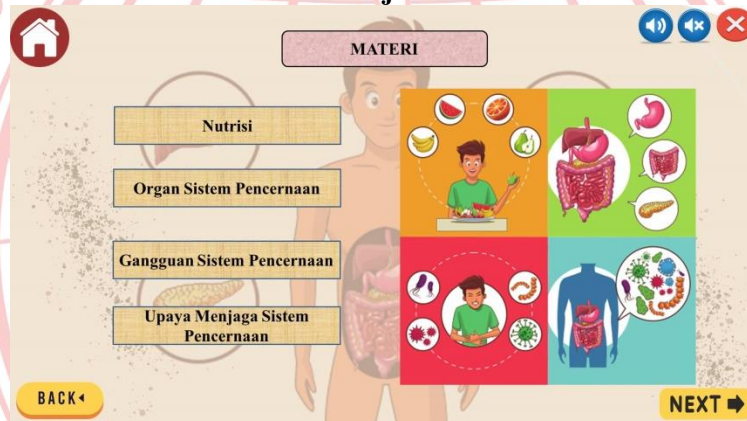 MATERI
Nutrisi
Organ Sistem Pencernaan
Gangguan Sistem Pencernaan
Upaya Menjaga Sistem
Pencernaan
BACK
NEXT